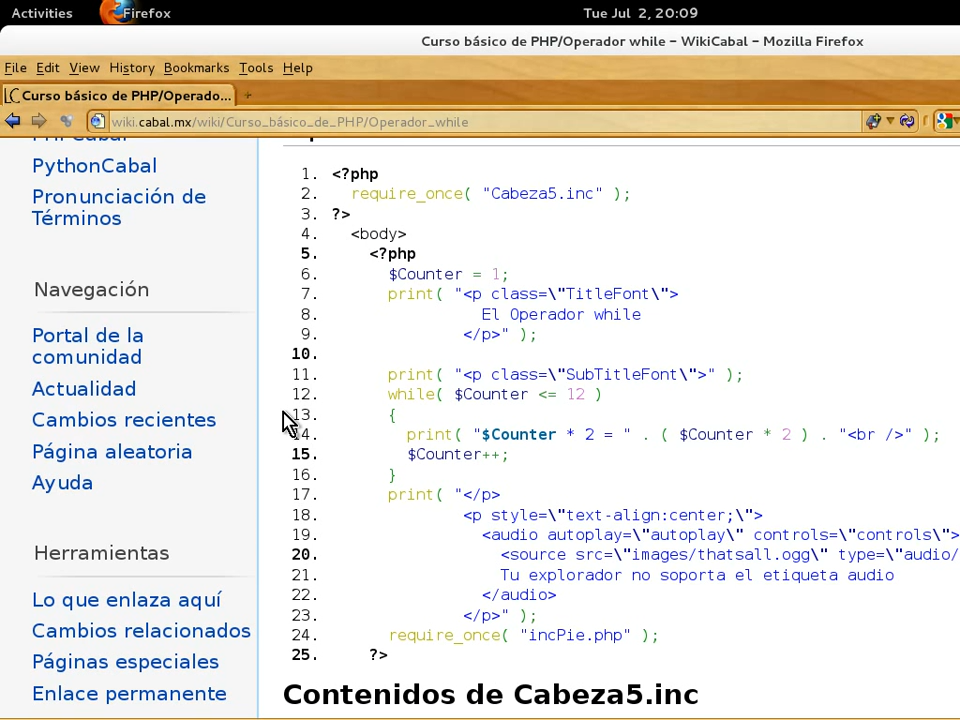 Activities Firefox Tue Jul 2, 20:09
Curso básico de PHP/Operador while - WikiCabal - Mozilla Firefox
File Edit View History Bookmarks Tools Help
Curso básico de PHP/Operado...
wiki.cabal.mx/wiki/Curso_básico_de_PHP/Operador_while
PythonCabal
Pronunciación de
Términos
Navegación
Portal de la
comunidad
Actualidad
Cambios recientes
Página aleatoria
Ayuda
Herramientas
Lo que enlaza aquí
Cambios relacionados
Páginas especiales
Enlace permanente
1. <?php
2. require_once( "Cabeza5.inc" );
3. ?>
4. <body>
5. <?php
6. $Counter = 1;
7. print( "<p class=\"TitleFont\">
8. El Operador while
9. </p>" );
10.
11. print( "<p class=\"SubTitleFont\">" );
12. while( $Counter <= 12 )
13. {
14. print( "$Counter * 2 = " . ( $Counter * 2 ) . "<br />" );
15. $Counter++;
16. }
17. print( "</p>
18. <p style=\"text-align:center;\">
19. <audio autoplay=\"autoplay\" controls=\"controls\">
20. <source src=\"images/thatsall.ogg\" type=\"audio/
21. Tu explorador no soporta el etiqueta audio
22. </audio>
23. </p>" );
24. require_once( "incPie.php" );
25. ?>
Contenidos de Cabeza5.inc